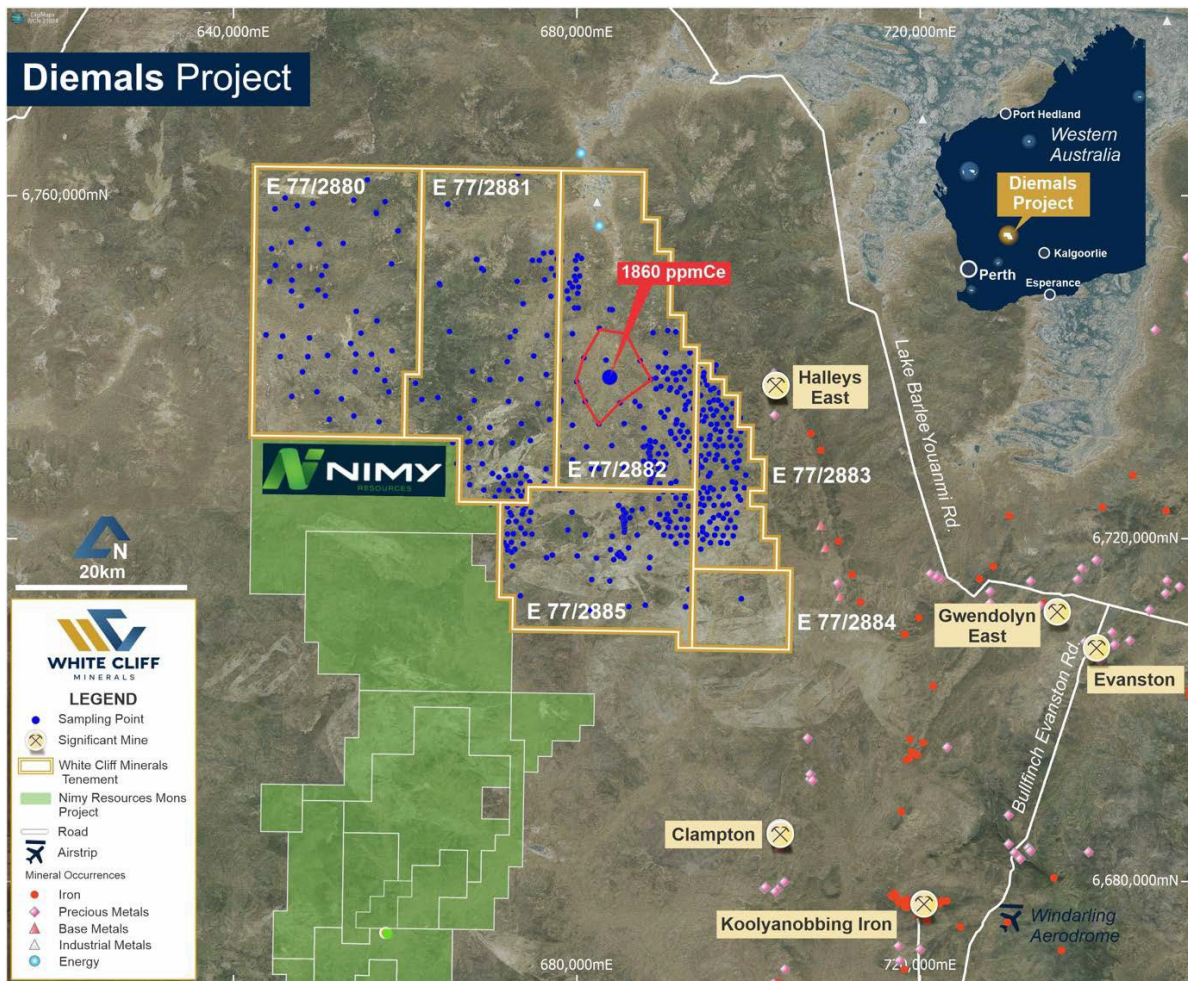 DigMaps
640,000mE
680,000mE
720,000mE
Diemals Project
Port Hedland
Western
Australia
Diemals
Project
Kalgoorlie
Perth
Esperance
6,760,000mN
E 77/2880
E 77/2881
1860 ppmCe
Lake BarleeYouanmi Rd.
Halleys
East
NIMY
RESOURCES
E 77/2882
E 77/2883
N
20km
6,720,000mN
E 77/2885
E 77/2884
Gwendolyn
East
Evanston
Bullfinch Evanston Rd.
WHITE CLIFF
MINERALS
LEGEND
Sampling Point
Significant Mine
White Cliff Minerals
Tenement
Nimy Resources Mons
Project
Road
Airstrip
Mineral Occurrences
Iron
Precious Metals
Base Metals
Industrial Metals
Energy
Clampton
6,680,000mN
Koolyanobbing Iron
Windarling
Aerodrome
680,000mE
720,000mE